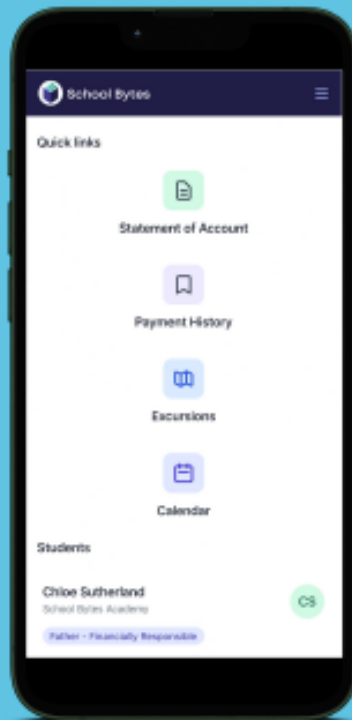 School Bytes
Quick links
Statement of Account
Payment History
Excursions
Calendar
Students
Chloe Sutherland
CS
School Bytes Academy
Father - Financially Responsible